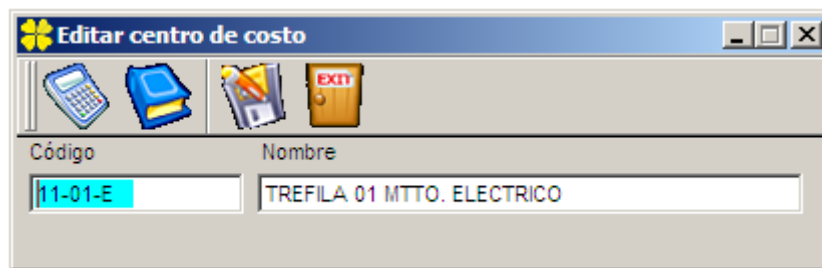 Editar centro de costo
EXIT
Código Nombre
11-01-E TREFILA 01 MTTO. ELECTRICO